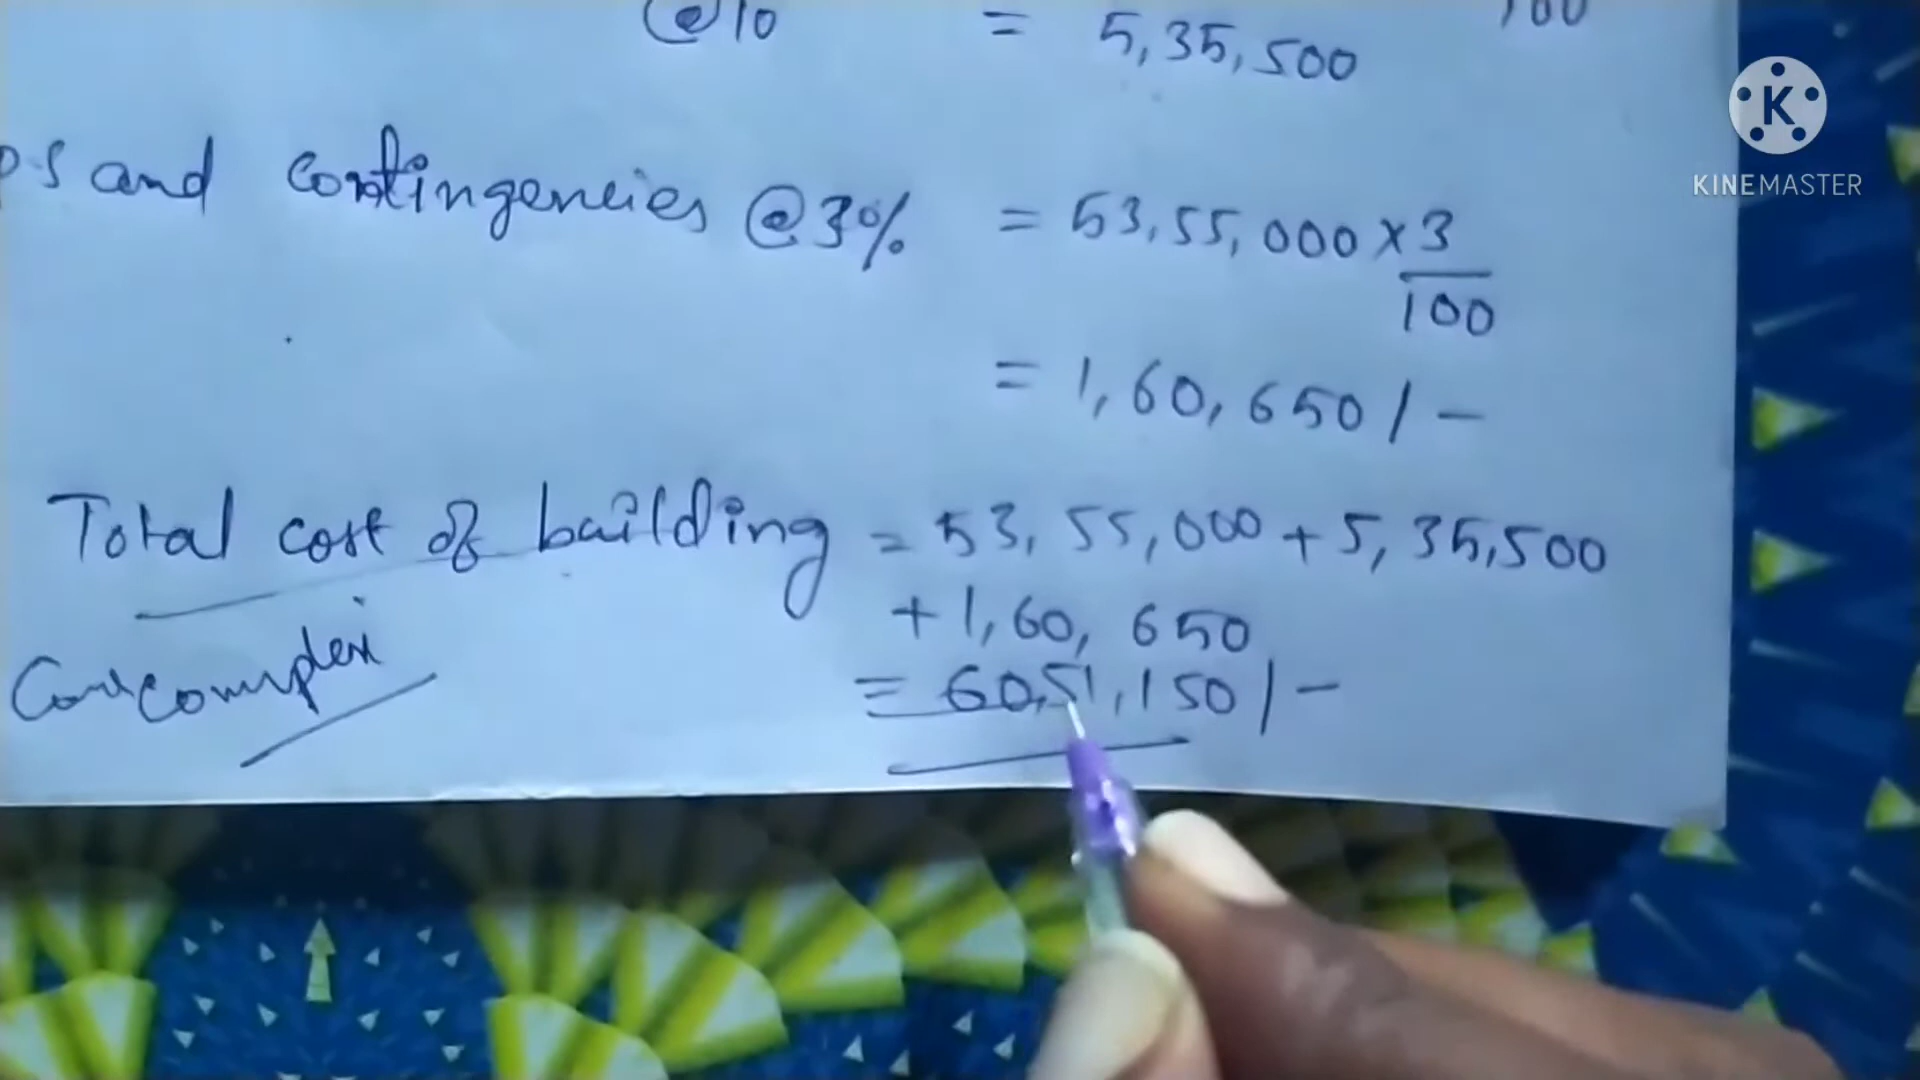 @10 = 5,35,500 100
and contingencies @3% = 53,55,000 x 3
100
= 1,60,650/-
Total cost of building = 53,55,000 + 5,35,500
+ 1,60,650
complex = 60,51,150/-
K
KINEMASTER